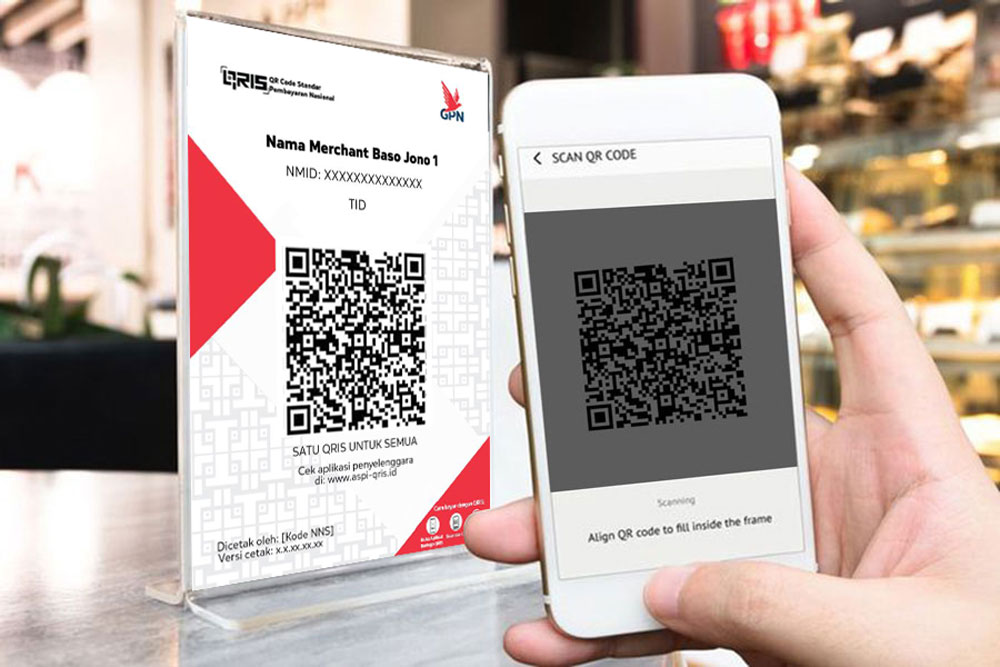 QRIS
QR Code Standar
Pembayaran Nasional
GPN
Nama Merchant Baso Jono 1
NMID: XXXXXXXXXXXXXX
TID
SATU QRIS UNTUK SEMUA
Cek aplikasi penyelenggara
di: www.aspi-qris.id
Dicetak oleh: [Kode NNS]
Versi cetak: x.x.xx.xx.xx
< SCAN QR CODE
Scanning
Align QR code to fill inside the frame